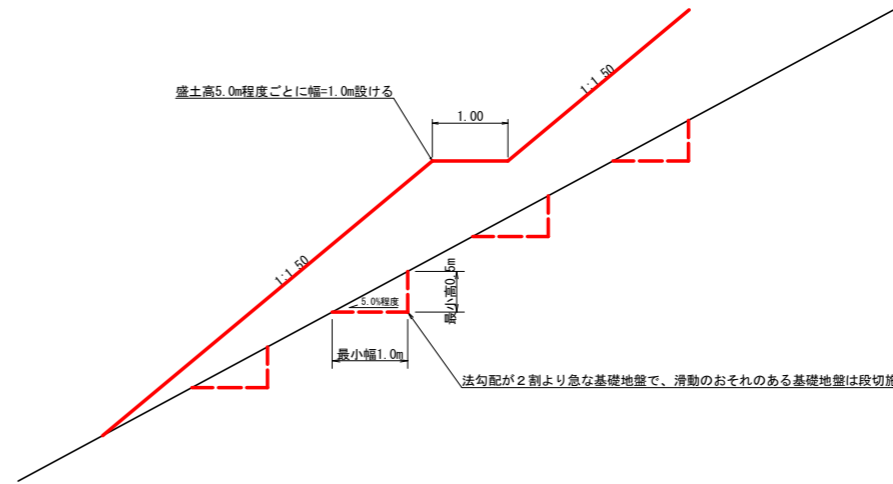 1:1.50
盛土高5.0m程度ごとに幅=1.0m設ける
1.00
1:1.50
5.0%程度
最小高0.5m
最小幅1.0m
法勾配が２割より急な基礎地盤で、滑動のおそれのある基礎地盤は段切施